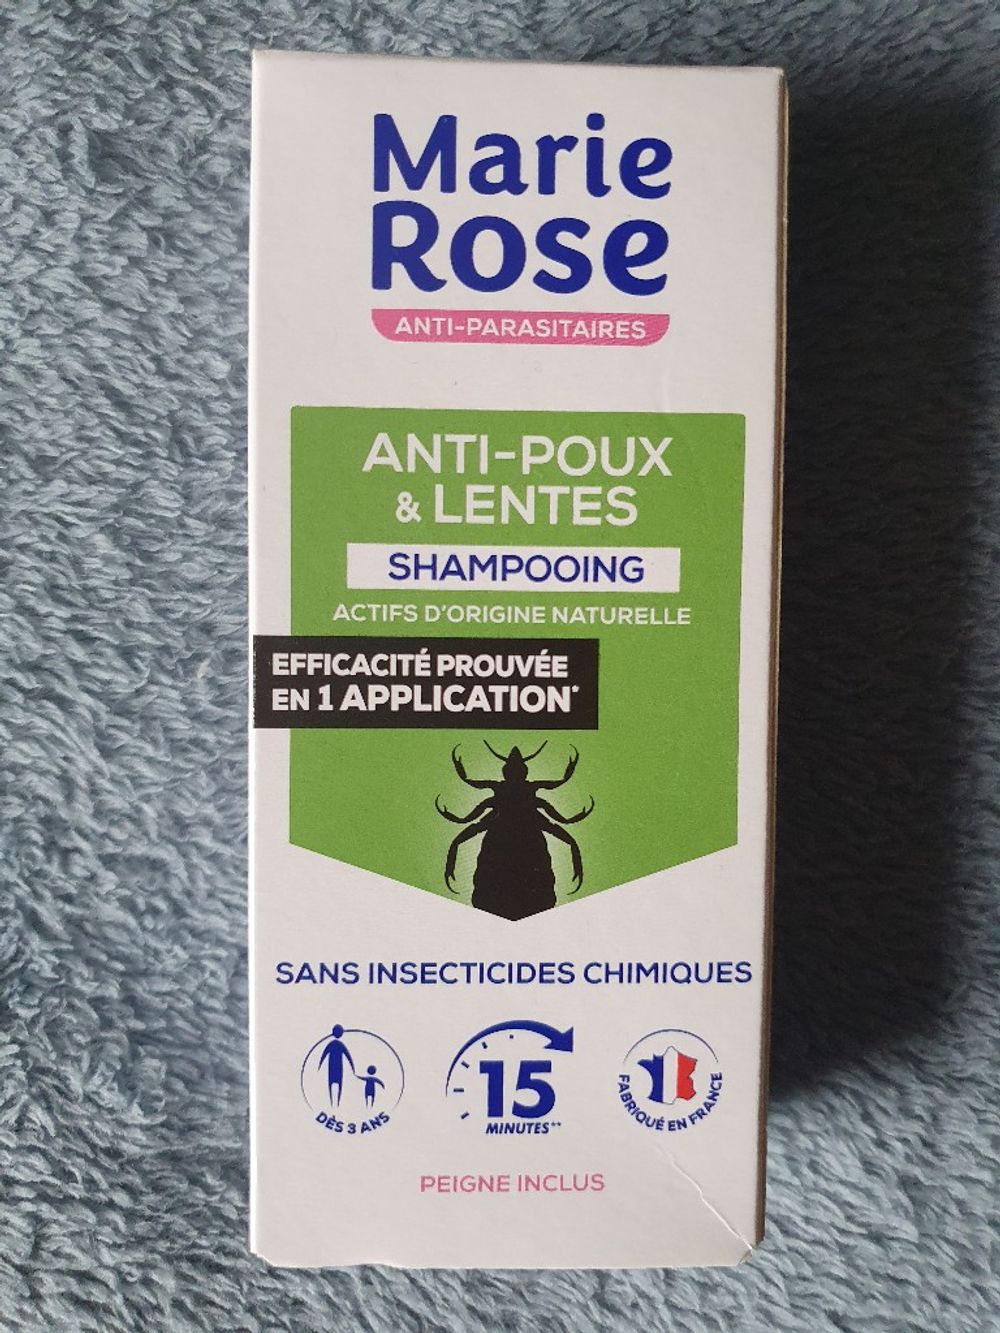 Marie
Rose
ANTI-PARASITAIRES
ANTI-POUX
& LENTES
SHAMPOOING
ACTIFS D'ORIGINE NATURELLE
EFFICACITÉ PROUVÉE
EN 1 APPLICATION*
SANS INSECTICIDES CHIMIQUES
DÈS 3 ANS
15
MINUTES**
FABRIQUÉ EN FRANCE
PEIGNE INCLUS